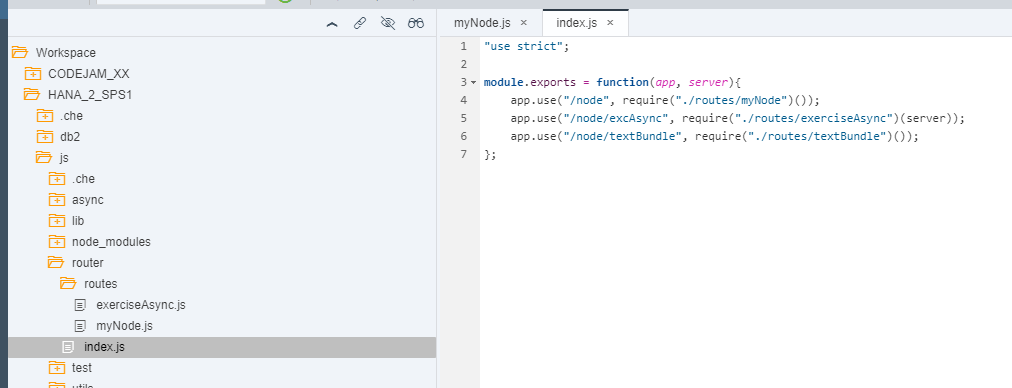 myNode.js ×
index.js ×
Workspace
CODEJAM_XX
HANA_2_SPS1
.che
db2
js
.che
async
lib
node_modules
router
routes
exerciseAsync.js
myNode.js
index.js
test
utils
1 "use strict";
2
3 module.exports = function(app, server){
4 app.use("/node", require("./routes/myNode")());
5 app.use("/node/excAsync", require("./routes/exerciseAsync")(server));
6 app.use("/node/textBundle", require("./routes/textBundle")());
7 };